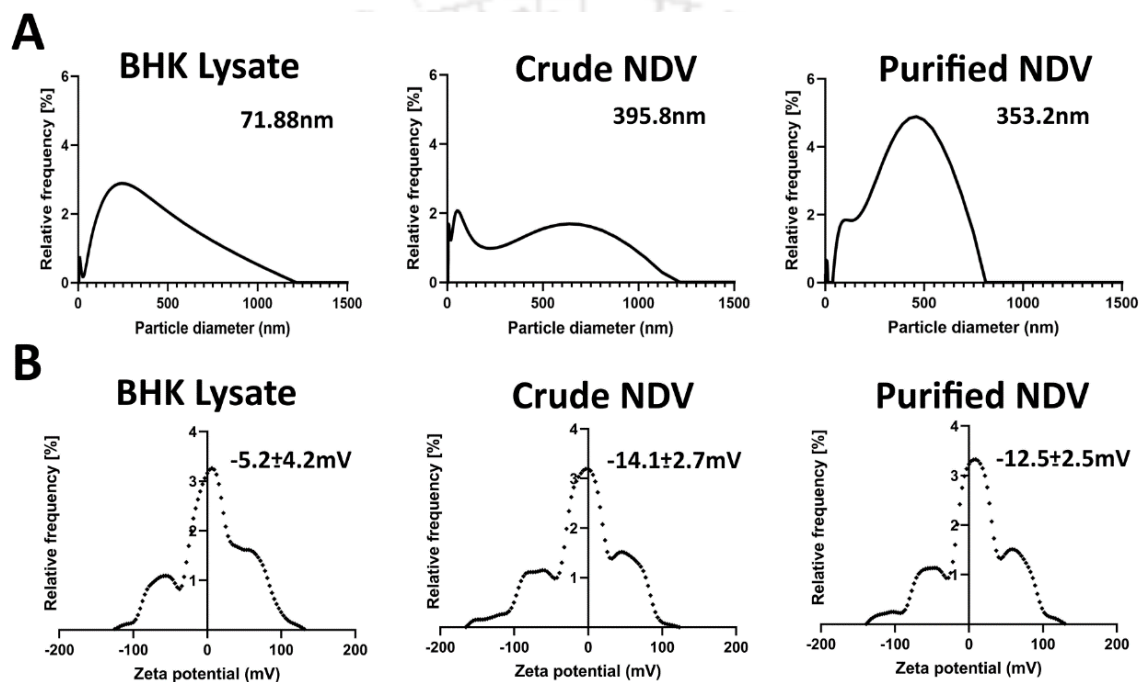 A
BHK Lysate
Relative frequency [%]
6
4
2
0
71.88nm
0
500
1000
1500
Particle diameter (nm)
Crude NDV
Relative frequency [%]
6
4
2
0
395.8nm
0
500
1000
1500
Particle diameter (nm)
Purified NDV
Relative frequency [%]
6
4
2
0
353.2nm
0
500
1000
1500
Particle diameter (nm)
B
BHK Lysate
Relative frequency [%]
4
3
2
1
-5.2±4.2mV
-200
-100
0
100
200
Zeta potential (mV)
Crude NDV
Relative frequency [%]
4
3
2
1
-14.1±2.7mV
-200
-100
0
100
200
Zeta potential (mV)
Purified NDV
Relative frequency [%]
4
3
2
1
-12.5±2.5mV
-200
-100
0
100
200
Zeta potential (mV)